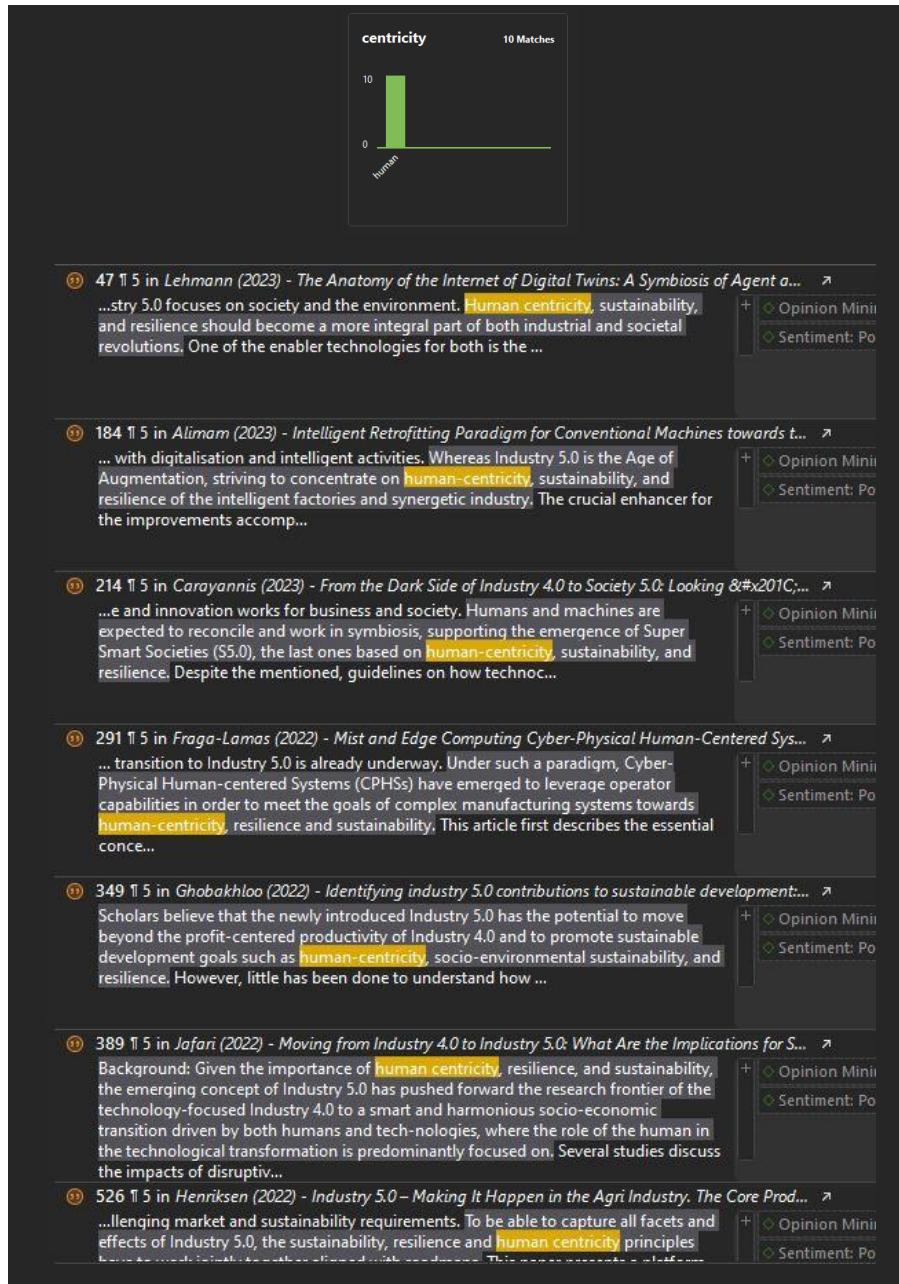 centricity 10 Matches
10
0
human
47 ¶ 5 in Lehmann (2023) - The Anatomy of the Internet of Digital Twins: A Symbiosis of Agent a...
...stry 5.0 focuses on society and the environment. Human centricity, sustainability,
and resilience should become a more integral part of both industrial and societal
revolutions. One of the enabler technologies for both is the ...
Opinion Mini
Sentiment: Po
184 ¶ 5 in Alimam (2023) - Intelligent Retrofitting Paradigm for Conventional Machines towards t...
... with digitalisation and intelligent activities. Whereas Industry 5.0 is the Age of
Augmentation, striving to concentrate on human-centricity, sustainability, and
resilience of the intelligent factories and synergetic industry. The crucial enhancer for
the improvements accomp...
Opinion Mini
Sentiment: Po
214 ¶ 5 in Carayannis (2023) - From the Dark Side of Industry 4.0 to Society 5.0: Looking &#x201C;...
...e and innovation works for business and society. Humans and machines are
expected to reconcile and work in symbiosis, supporting the emergence of Super
Smart Societies (S5.0), the last ones based on human-centricity, sustainability, and
resilience. Despite the mentioned, guidelines on how technoc...
Opinion Mini
Sentiment: Po
291 ¶ 5 in Fraga-Lamas (2022) - Mist and Edge Computing Cyber-Physical Human-Centered Sys...
... transition to Industry 5.0 is already underway. Under such a paradigm, Cyber-
Physical Human-centered Systems (CPHSs) have emerged to leverage operator
capabilities in order to meet the goals of complex manufacturing systems towards
human-centricity, resilience and sustainability. This article first describes the essential
conce...
Opinion Mini
Sentiment: Po
349 ¶ 5 in Ghobakhloo (2022) - Identifying industry 5.0 contributions to sustainable development:...
Scholars believe that the newly introduced Industry 5.0 has the potential to move
beyond the profit-centered productivity of Industry 4.0 and to promote sustainable
development goals such as human-centricity, socio-environmental sustainability, and
resilience. However, little has been done to understand how ...
Opinion Mini
Sentiment: Po
389 ¶ 5 in Jafari (2022) - Moving from Industry 4.0 to Industry 5.0: What Are the Implications for S...
Background: Given the importance of human centricity, resilience, and sustainability,
the emerging concept of Industry 5.0 has pushed forward the research frontier of the
technology-focused Industry 4.0 to a smart and harmonious socio-economic
transition driven by both humans and tech-nologies, where the role of the human in
the technological transformation is predominantly focused on. Several studies discuss
the impacts of disruptiv...
Opinion Mini
Sentiment: Po
526 ¶ 5 in Henriksen (2022) - Industry 5.0 – Making It Happen in the Agri Industry. The Core Prod...
...llenging market and sustainability requirements. To be able to capture all facets and
effects of Industry 5.0, the sustainability, resilience and human centricity principles
Opinion Mini
Sentiment: Po